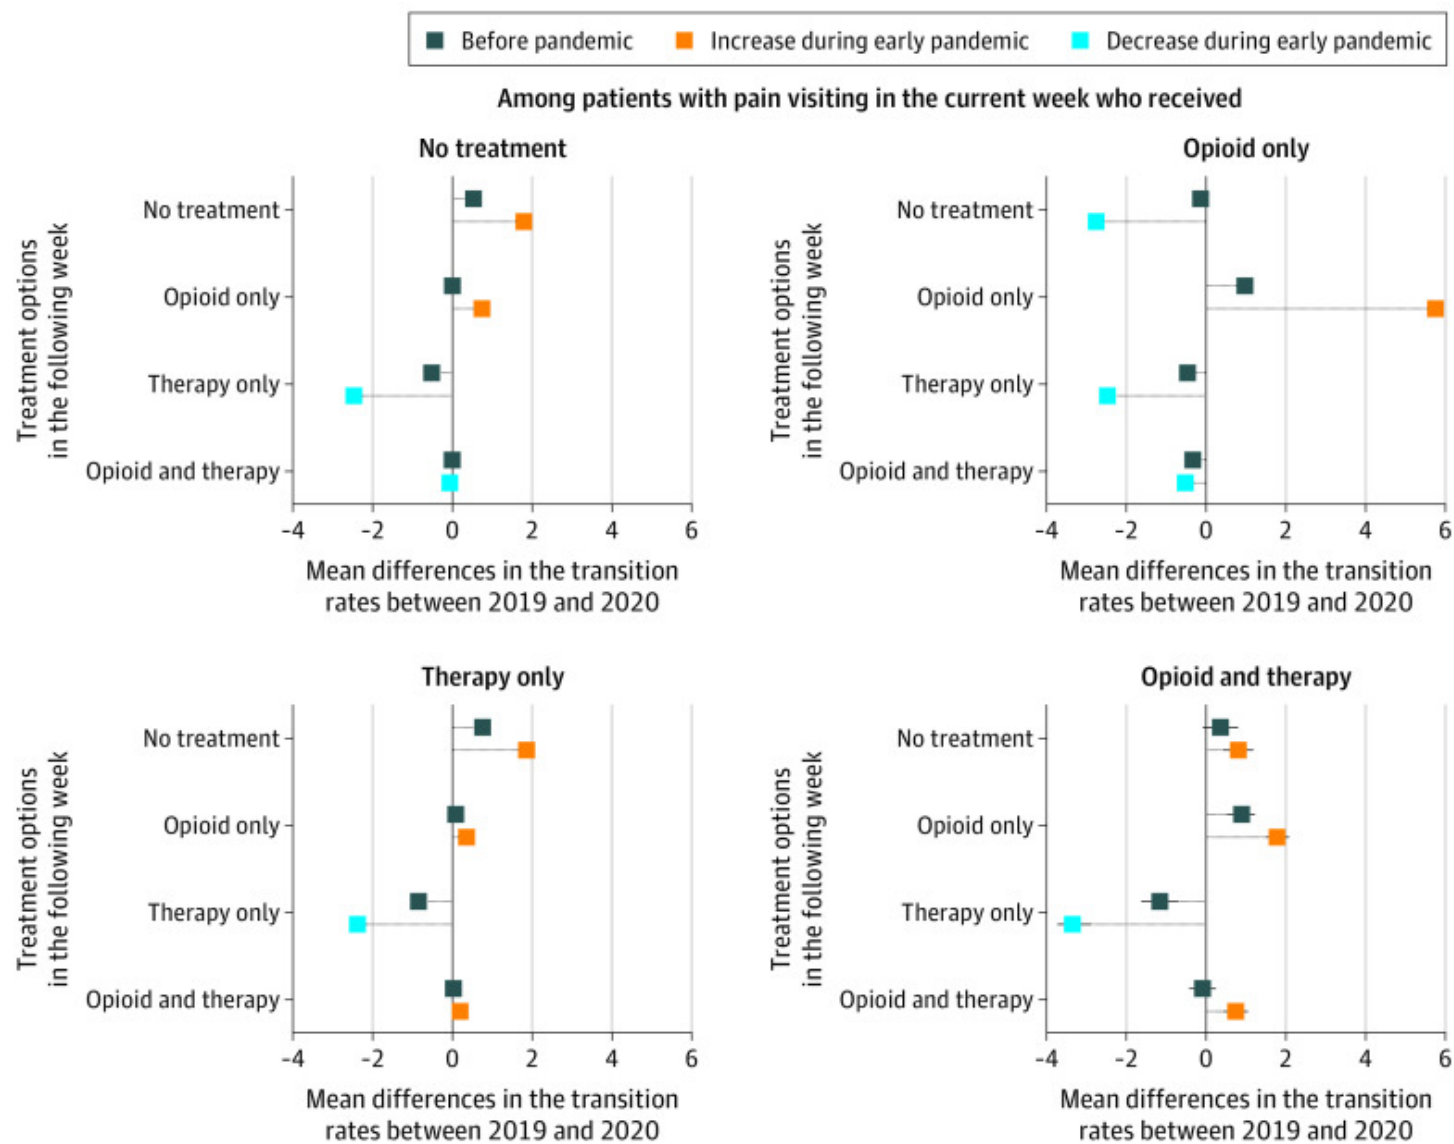 Before pandemic Increase during early pandemic Decrease during early pandemic
Among patients with pain visiting in the current week who received
No treatment
Treatment options
in the following week
No treatment
Opioid only
Therapy only
Opioid and therapy
-4 -2 0 2 4 6
Mean differences in the transition
rates between 2019 and 2020
Opioid only
Treatment options
in the following week
No treatment
Opioid only
Therapy only
Opioid and therapy
-4 -2 0 2 4 6
Mean differences in the transition
rates between 2019 and 2020
Therapy only
Treatment options
in the following week
No treatment
Opioid only
Therapy only
Opioid and therapy
-4 -2 0 2 4 6
Mean differences in the transition
rates between 2019 and 2020
Opioid and therapy
Treatment options
in the following week
No treatment
Opioid only
Therapy only
Opioid and therapy
-4 -2 0 2 4 6
Mean differences in the transition
rates between 2019 and 2020